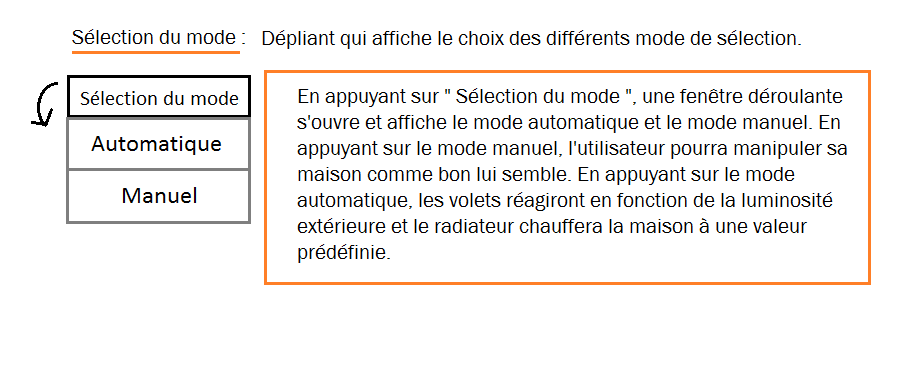 Sélection du mode : Dépliant qui affiche le choix des différents mode de sélection.
Sélection du mode
Automatique
Manuel
En appuyant sur " Sélection du mode ", une fenêtre déroulante
s'ouvre et affiche le mode automatique et le mode manuel. En
appuyant sur le mode manuel, l'utilisateur pourra manipuler sa
maison comme bon lui semble. En appuyant sur le mode
automatique, les volets réagiront en fonction de la luminosité
extérieure et le radiateur chauffera la maison à une valeur
prédéfinie.